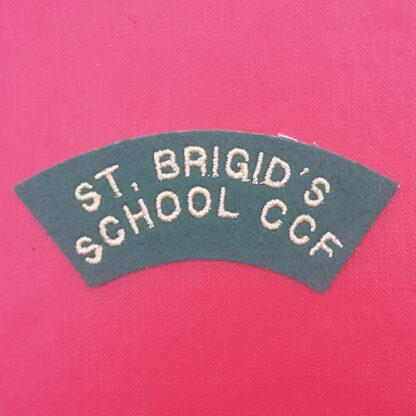 ST, BRIGID'S
SCHOOL CCF